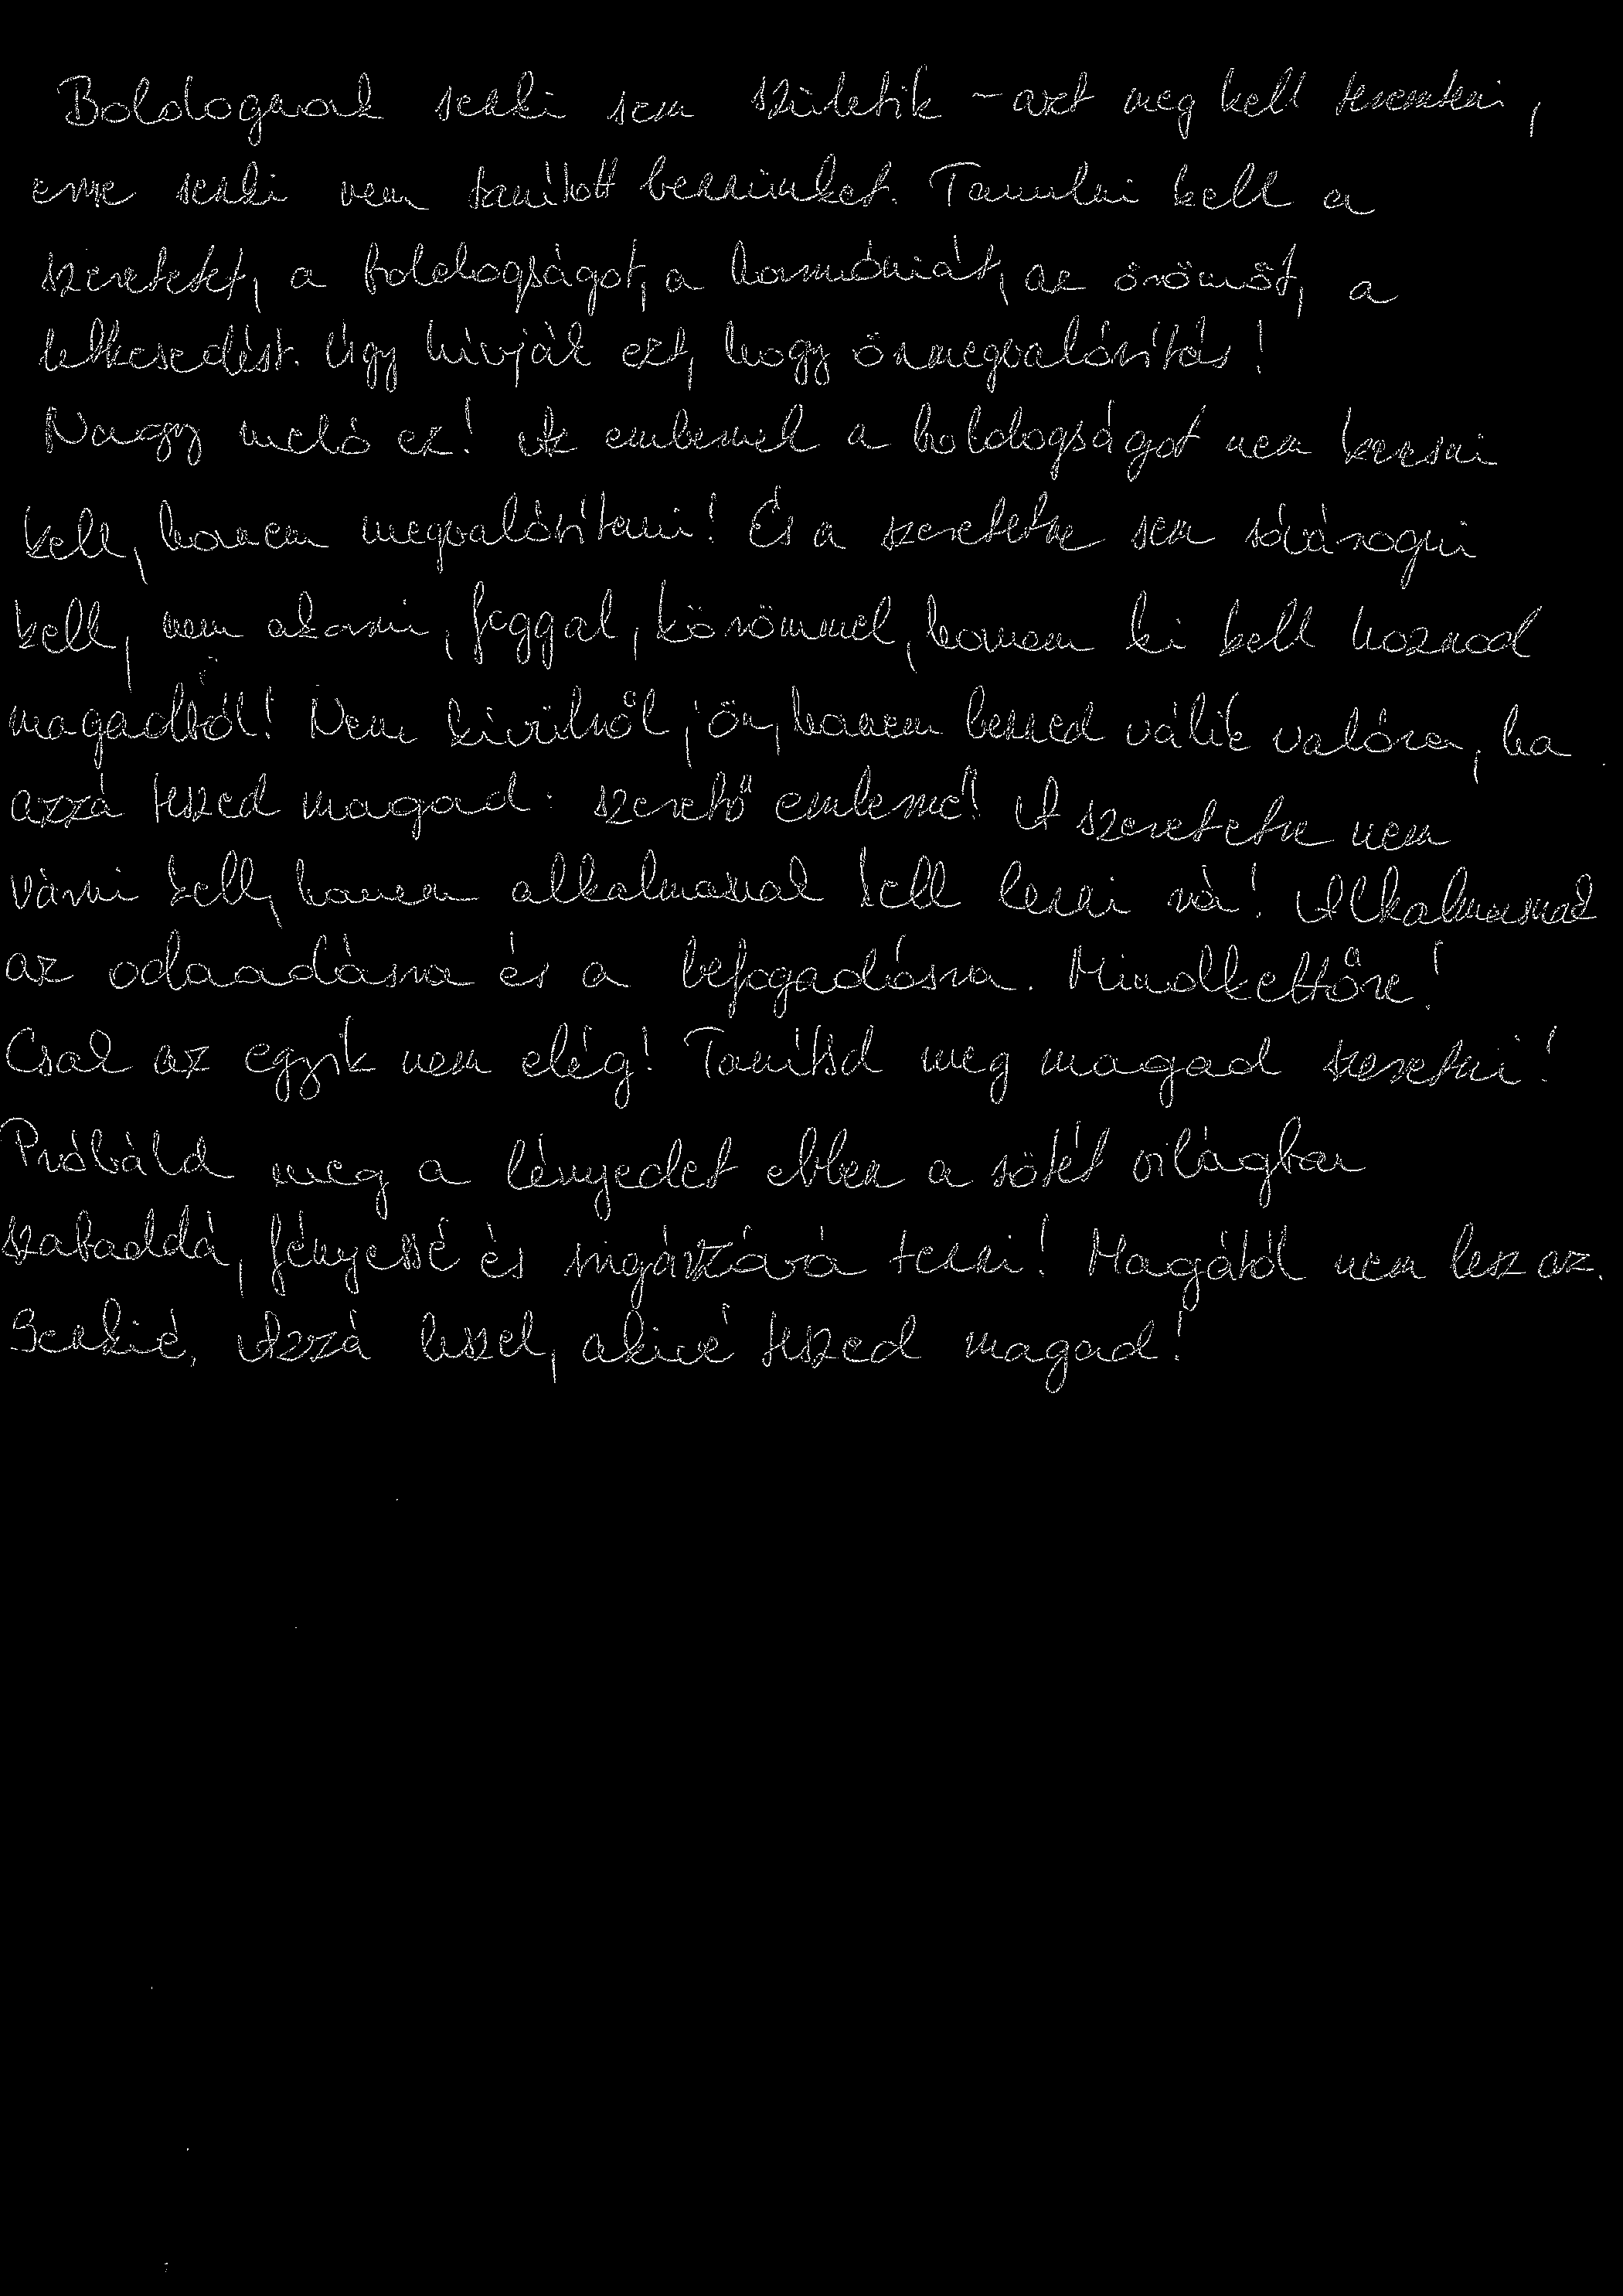 Boldognak senki sem születik – azt meg kell teremteni,
erre senki nem tanított bennünket. Tanulni kell a
szeretetet, a boldogságot, a harmóniát, az örömöt, a
lelkesedést. Úgy hívják ezt, hogy önmegvalósítás!
Nagy meló ez! Az embernek a boldogságot nem keresni
kell, hanem megvalósítani! És a szeretetre sem sóvárogni
kell, nem akarni, foggal, körömmel, hanem ki kell hoznod
magadból! Nem kívülről jön, hanem benned válik valóra, ha
azzá teszed magad: szerető emberré! A szeretetre nem
várni kell, hanem alkalmasnak kell lenni rá! Alkalmasnak
az odaadásra és a befogadásra. Mindkettőre!
Csak az egyik nem elég! Tanítsd meg magad szeretni!
Próbáld meg a lényedet ebben a sötét világban
szabaddá, fényessé és sugárzóvá tenni! Magától nem lesz az.
Senkié. Azzá leszel, akivé teszed magad!